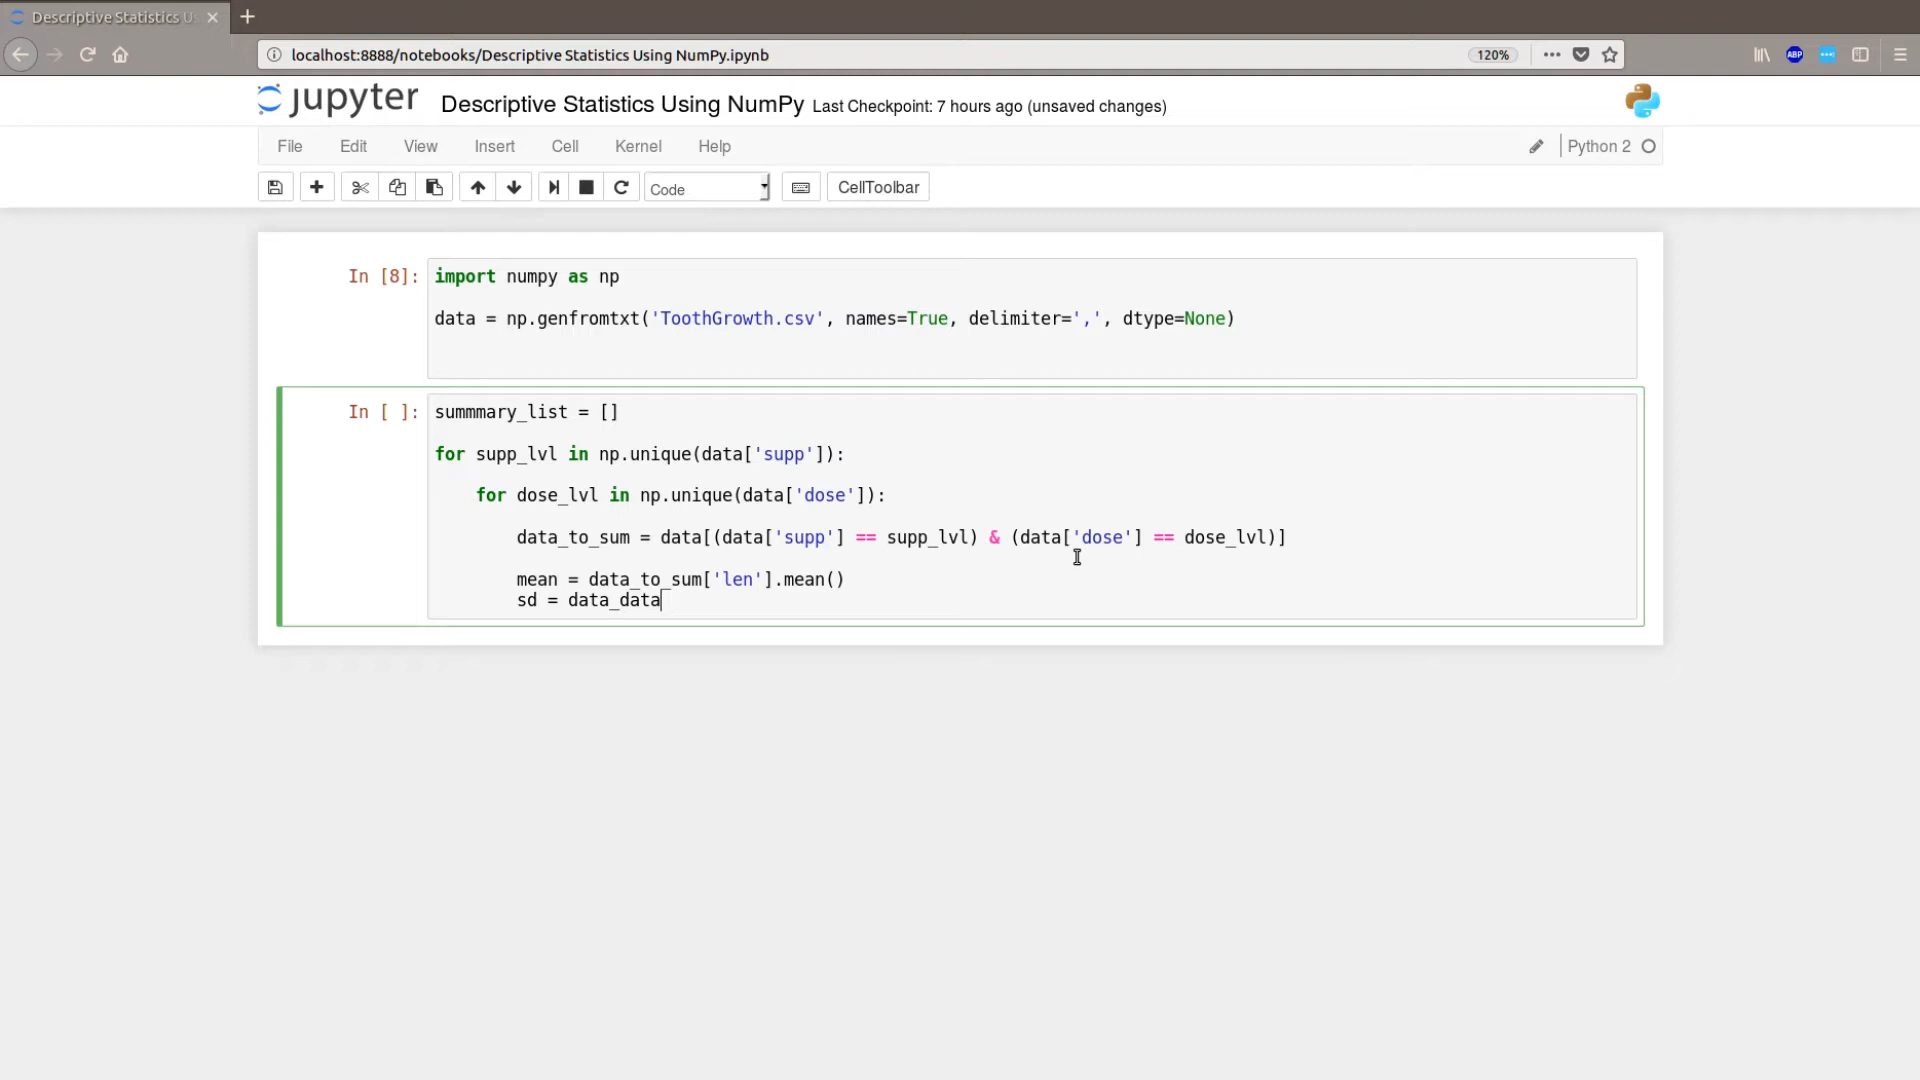 Descriptive Statistics U
localhost:8888/notebooks/Descriptive Statistics Using NumPy.ipynb
120%
ABP
jupyter Descriptive Statistics Using NumPy Last Checkpoint: 7 hours ago (unsaved changes)
File Edit View Insert Cell Kernel Help Python 2
Code CellToolbar
In [8]: import numpy as np
data = np.genfromtxt('ToothGrowth.csv', names=True, delimiter=',', dtype=None)
In [ ]: summmary_list = []
for supp_lvl in np.unique(data['supp']):
for dose_lvl in np.unique(data['dose']):
data_to_sum = data[(data['supp'] == supp_lvl) & (data['dose'] == dose_lvl)]
mean = data_to_sum['len'].mean()
sd = data_data